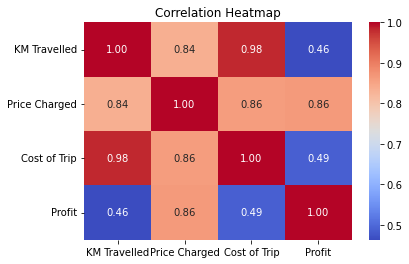 Correlation Heatmap
KM Travelled 1.00 0.84 0.98 0.46
Price Charged 0.84 1.00 0.86 0.86
Cost of Trip 0.98 0.86 1.00 0.49
Profit 0.46 0.86 0.49 1.00
KM Travelled Price Charged Cost of Trip Profit
1.0
0.9
0.8
0.7
0.6
0.5